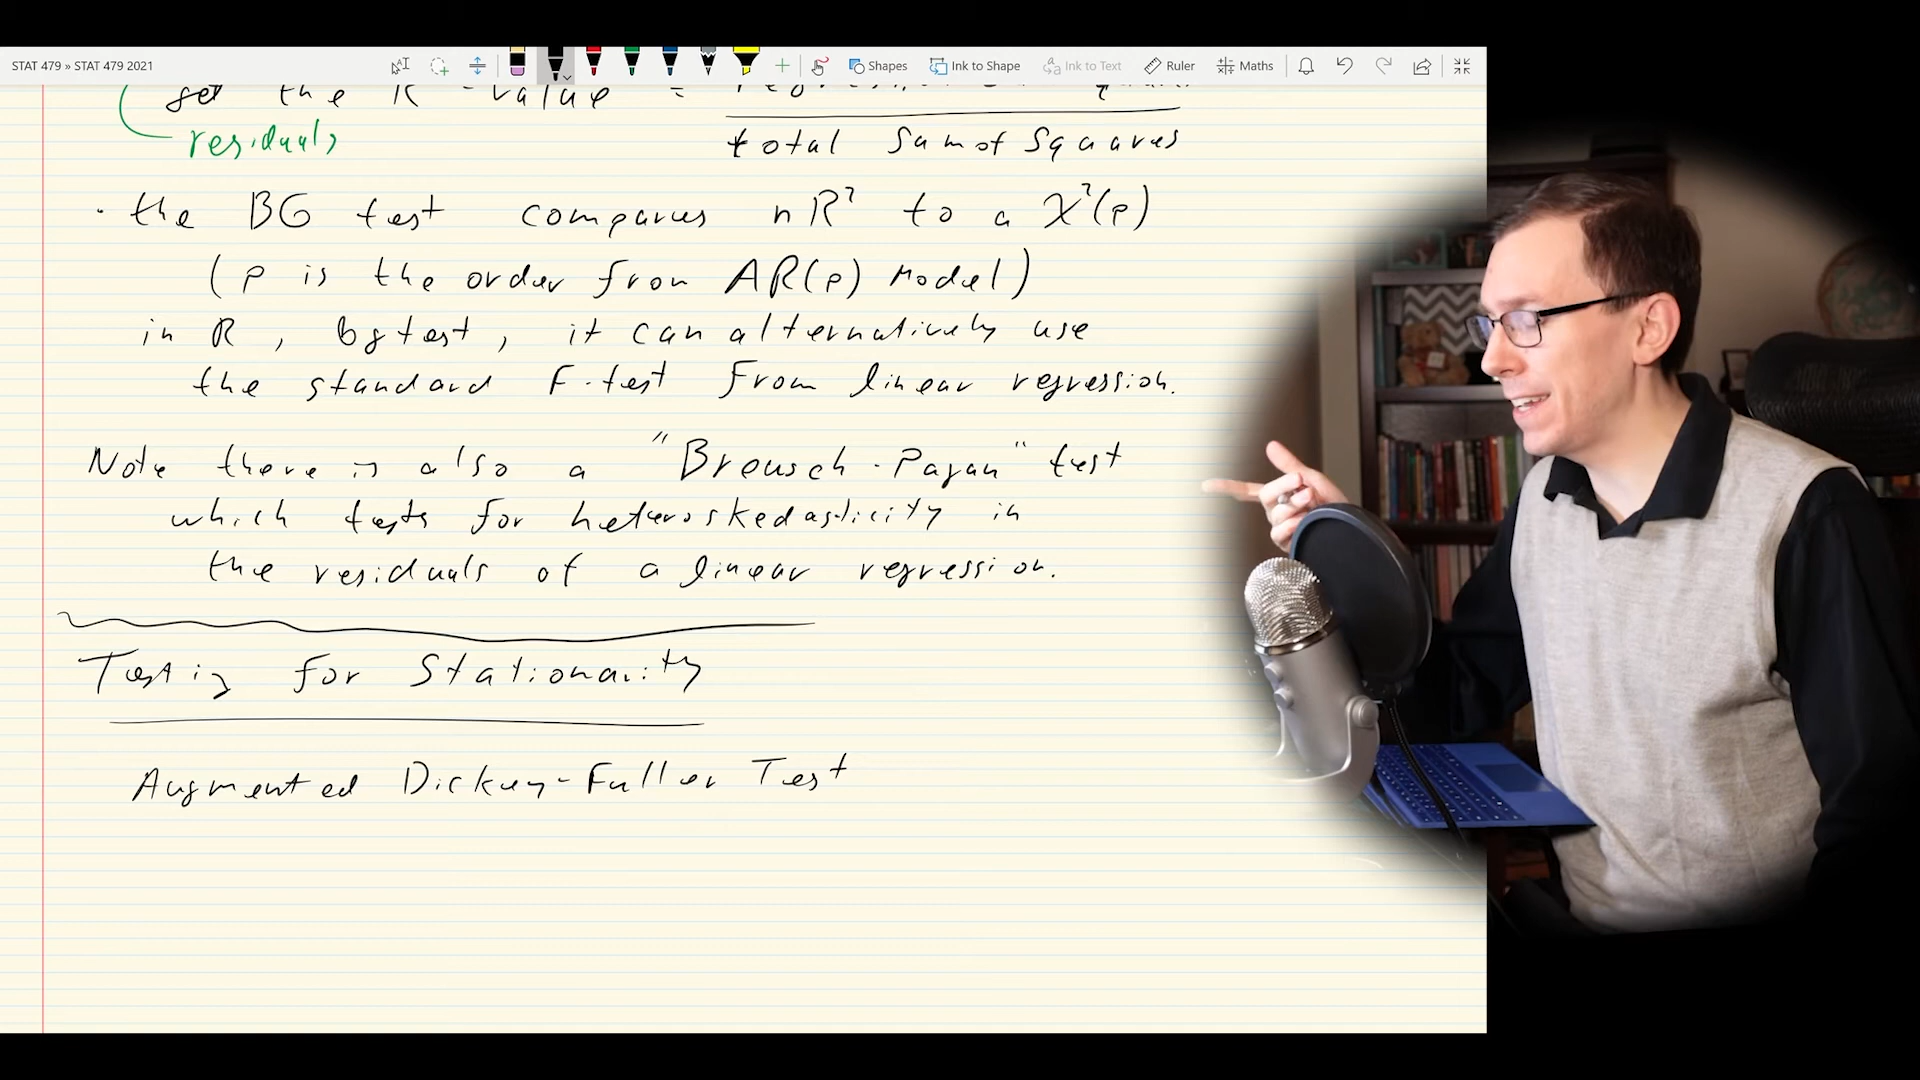 STAT 479 » STAT 479 2021
Shapes
Ink to Shape
Ink to Text
Ruler
Maths
get the R -value =
residuals
total Sum of Squares
· the BG test compares nR² to a χ²(p)
(p is the order from AR(p) Model)
in R, bgtest, it can alternatively use
the standard F-test from linear regression.
Note there is also a "Breusch-Pagan" test
which tests for heteroskedasticity in
the residuals of a linear regression.
Testing for Stationarity
Augmented Dickey-Fuller Test